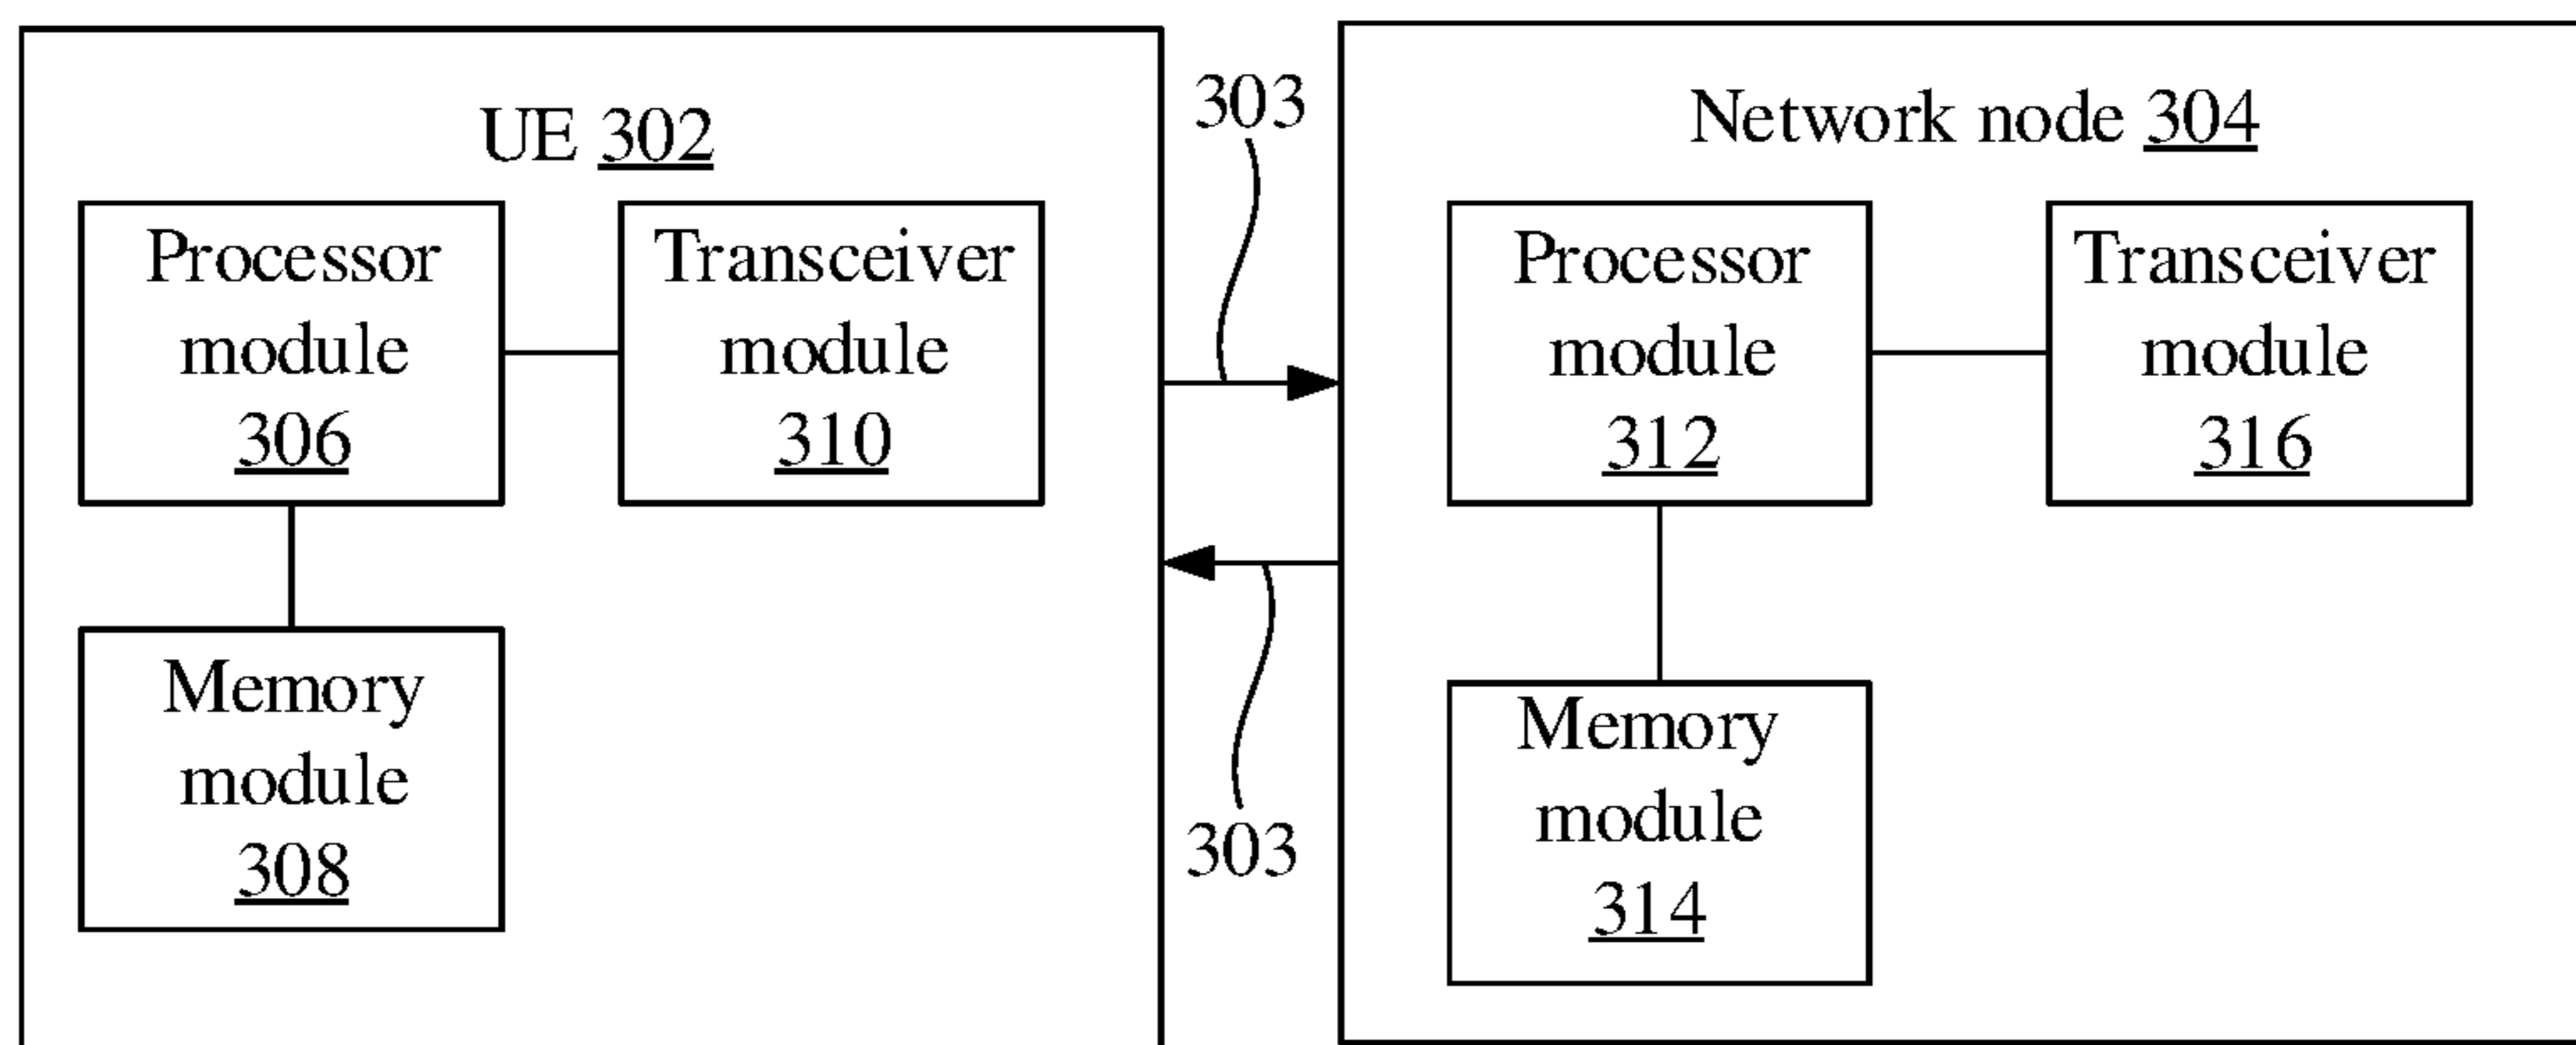 UE 302
Processor
module
306
Transceiver
module
310
Memory
module
308
303
303
Network node 304
Processor
module
312
Transceiver
module
316
Memory
module
314